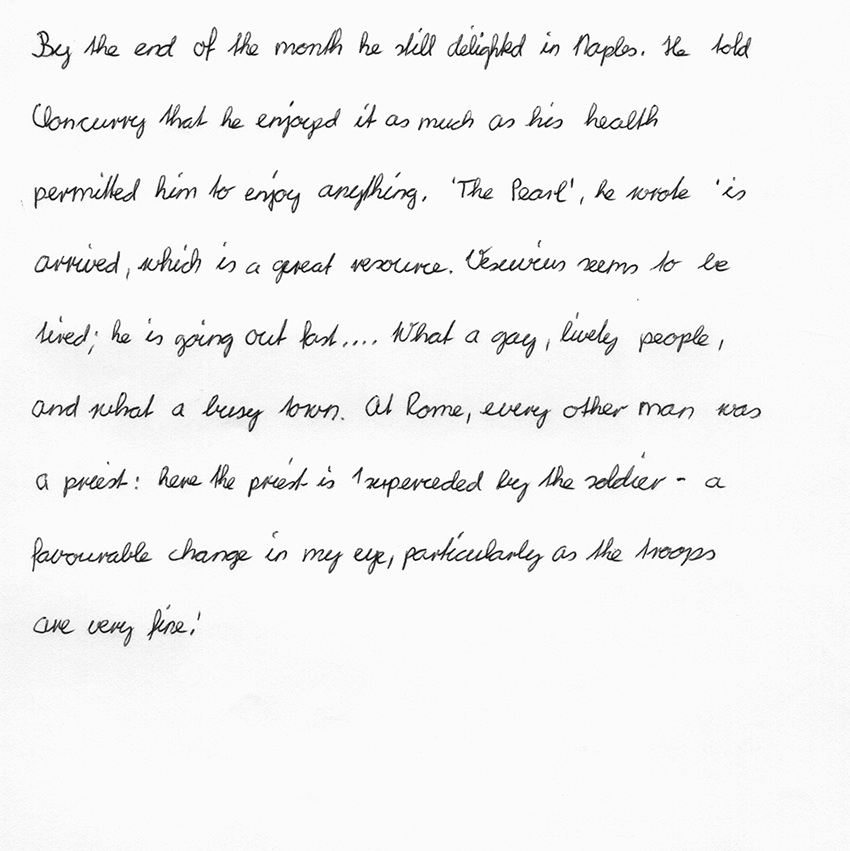 By the end of the month he still delighted in Naples. He told
Cloncurry that he enjoyed it as much as his health
permitted him to enjoy anything. 'The Pearl', he wrote 'is
arrived, which is a great resource. Vesuvius seems to be
tired; he is going out fast.... What a gay, lively people,
and what a busy town. At Rome, every other man was
a priest: here the priest is superceded by the soldier - a
favourable change in my eye, particularly as the troops
are very fine.'